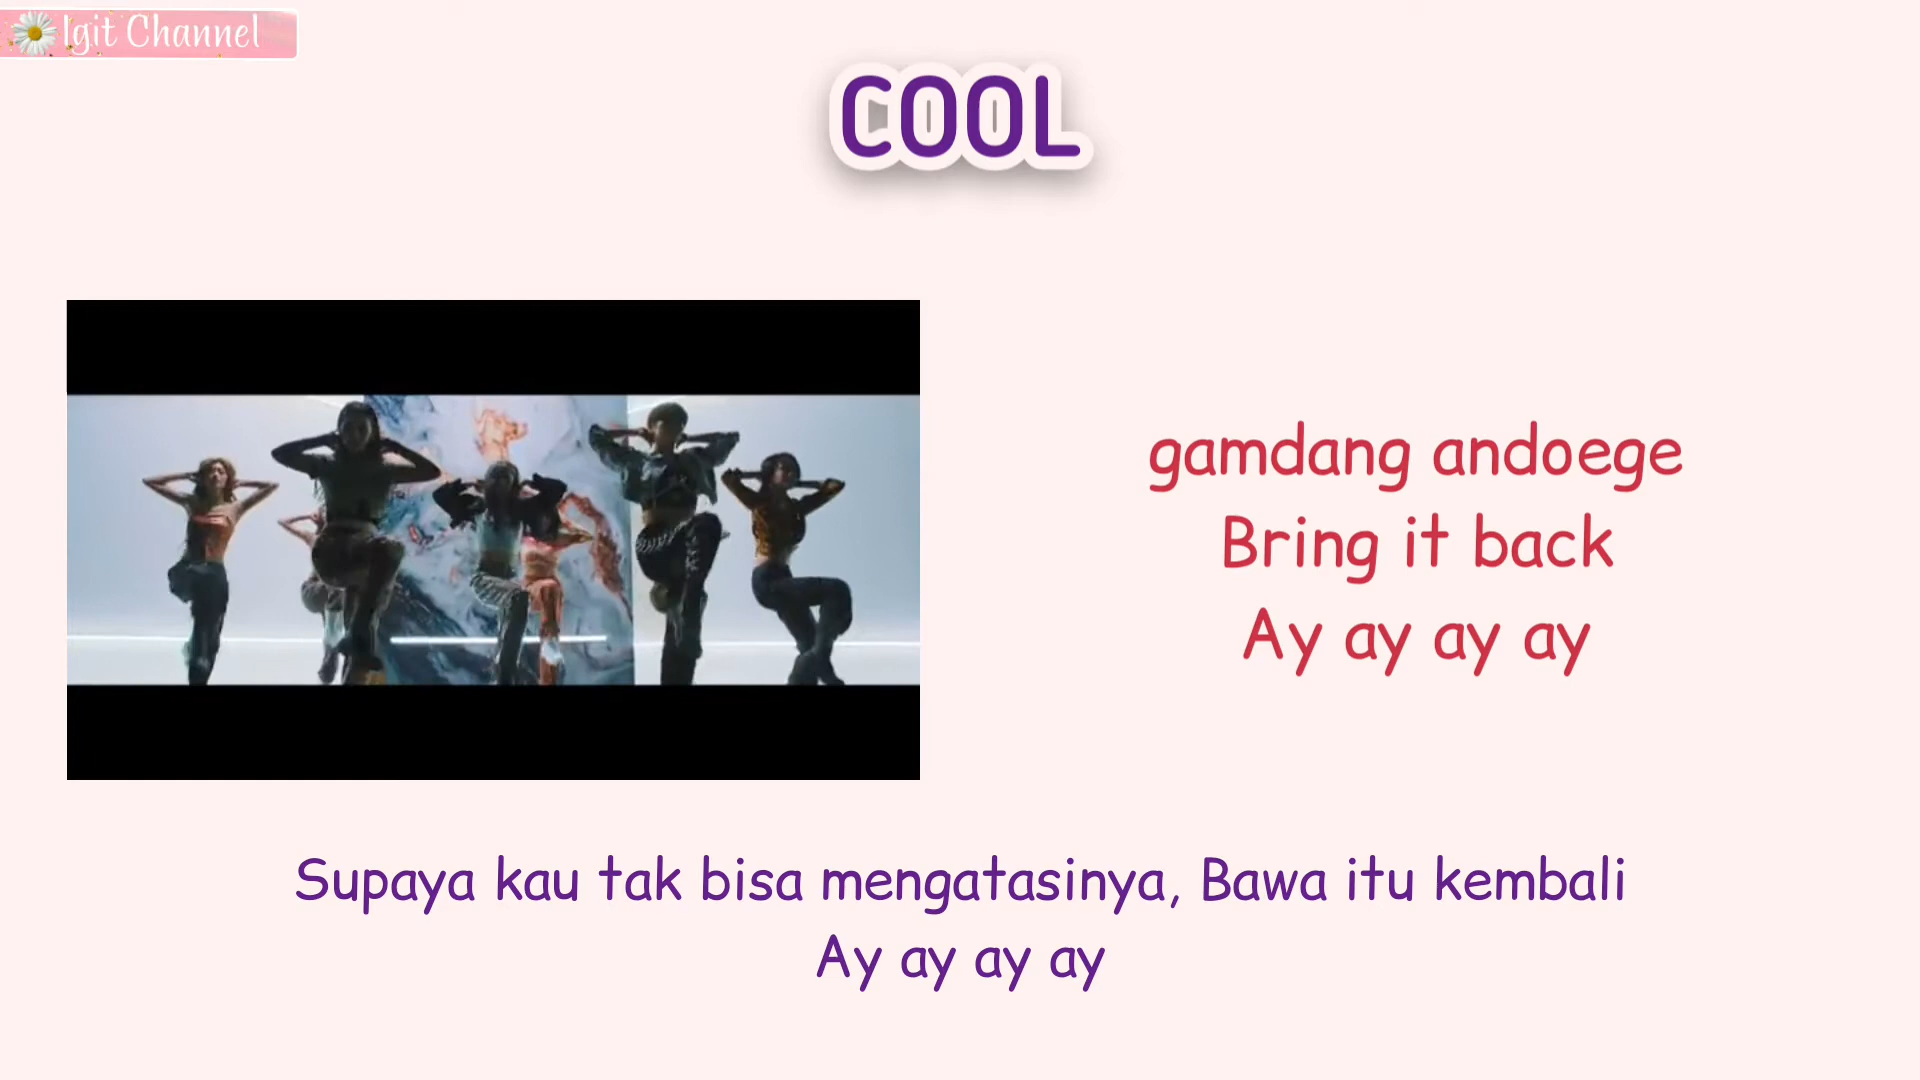 Igit Channel
COOL
gamdang andoege
Bring it back
Ay ay ay ay
Supaya kau tak bisa mengatasinya, Bawa itu kembali
Ay ay ay ay